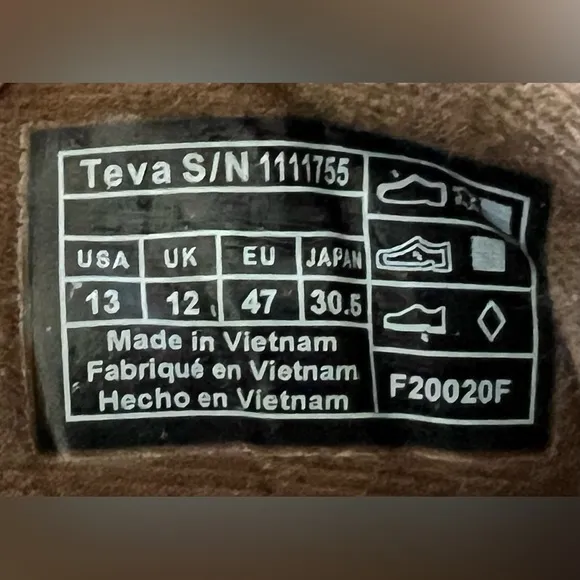 Teva S/N 1111755
USA UK EU JAPAN
13 12 47 30.5
Made in Vietnam
Fabriqué en Vietnam
Hecho en Vietnam
F20020F